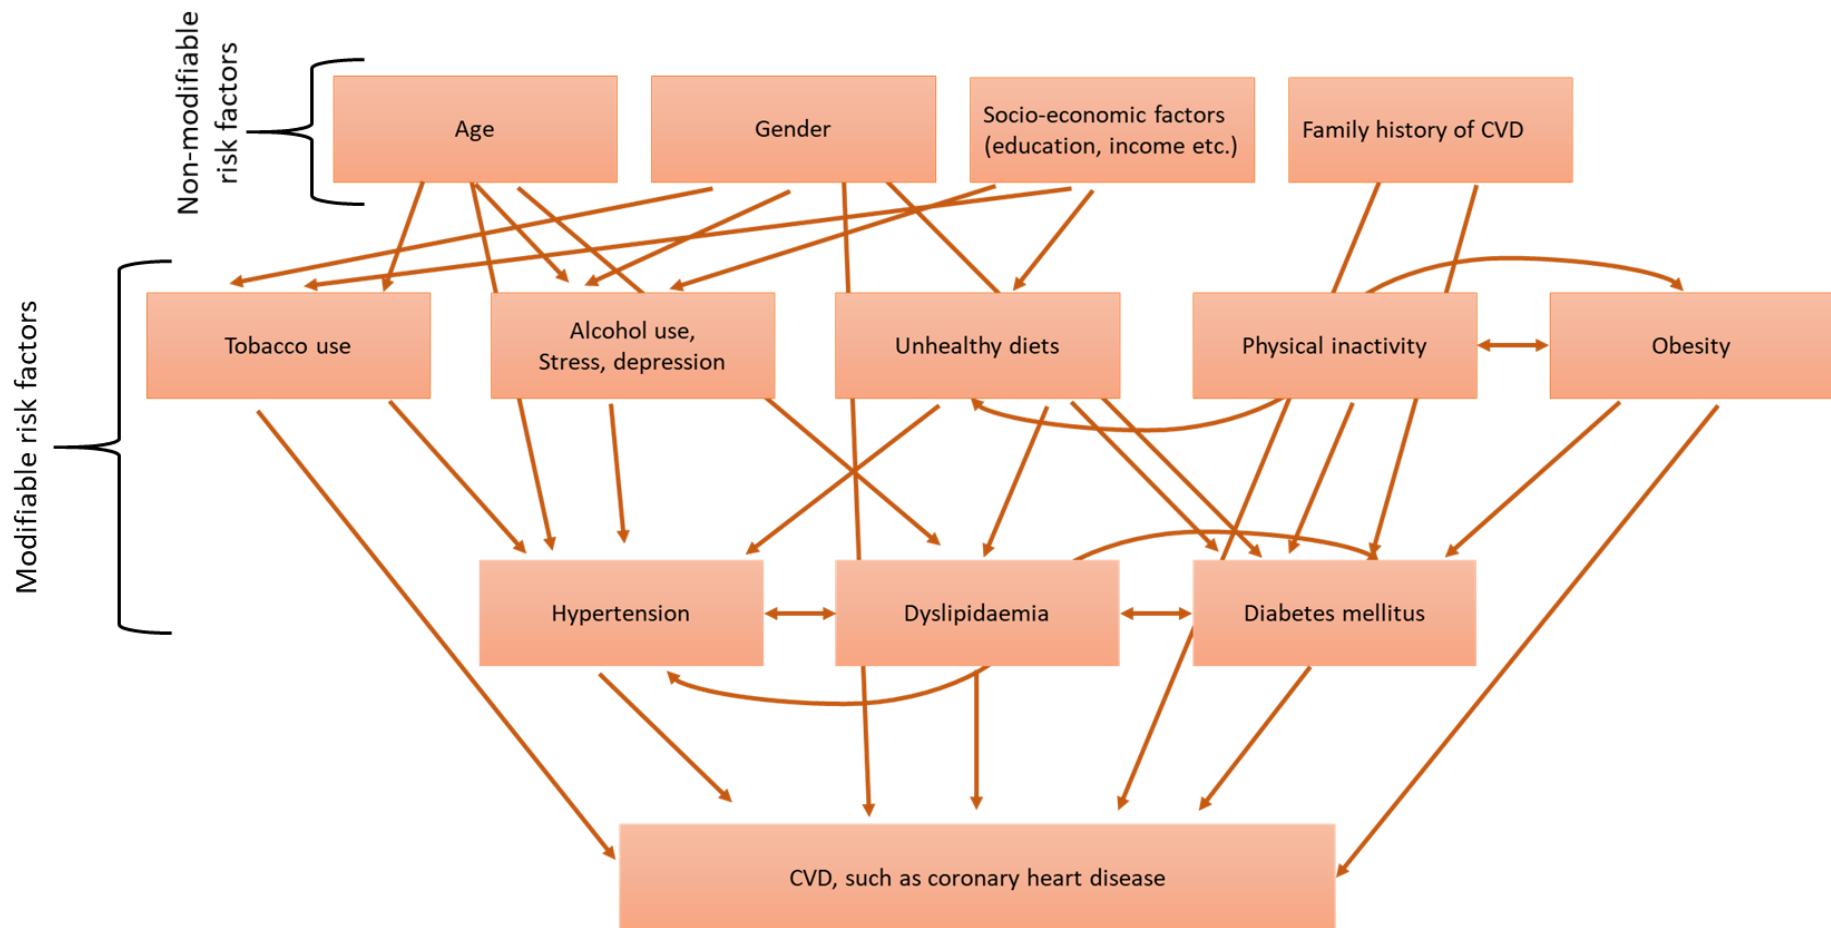 Non-modifiable
risk factors
Age
Gender
Socio-economic factors
(education, income etc.)
Family history of CVD
Modifiable risk factors
Tobacco use
Alcohol use,
Stress, depression
Unhealthy diets
Physical inactivity
Obesity
Hypertension
Dyslipidaemia
Diabetes mellitus
CVD, such as coronary heart disease